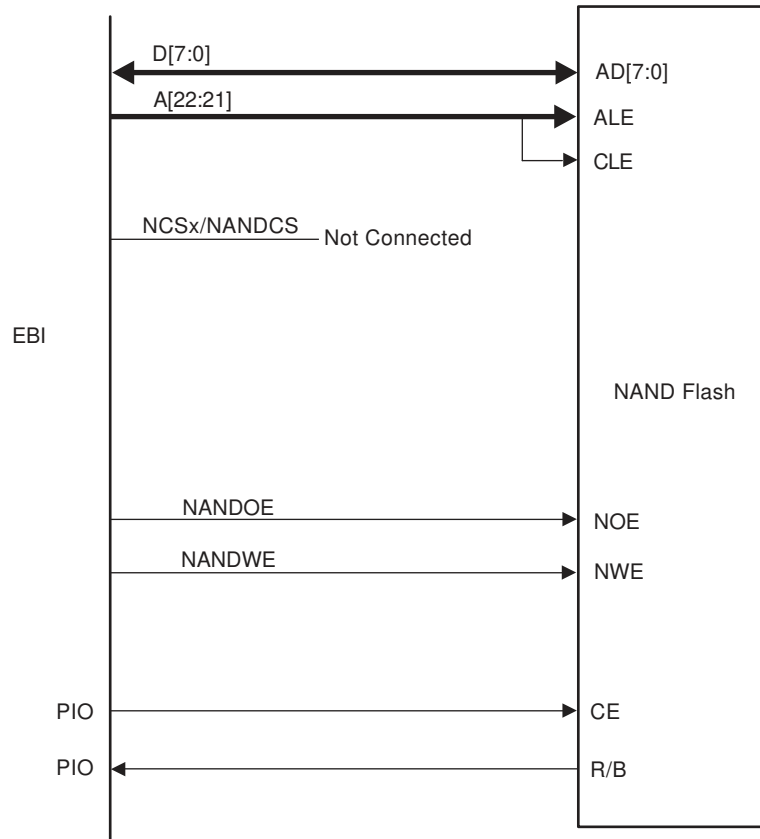 D[7:0]
AD[7:0]
A[22:21]
ALE
CLE
NCSx/NANDCS
Not Connected
EBI
NAND Flash
NANDOE
NOE
NANDWE
NWE
PIO
CE
PIO
R/B